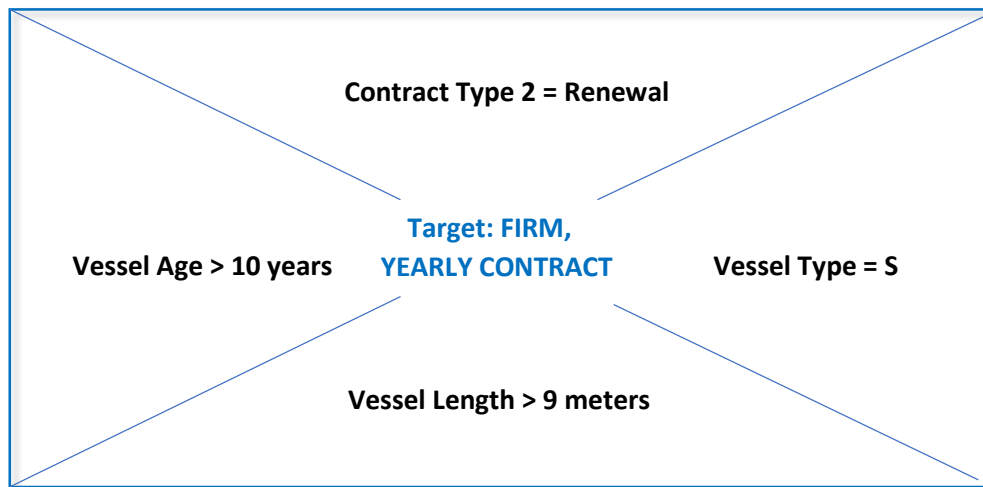 Contract Type 2 = Renewal
Target: FIRM,
YEARLY CONTRACT
Vessel Age > 10 years
Vessel Type = S
Vessel Length > 9 meters